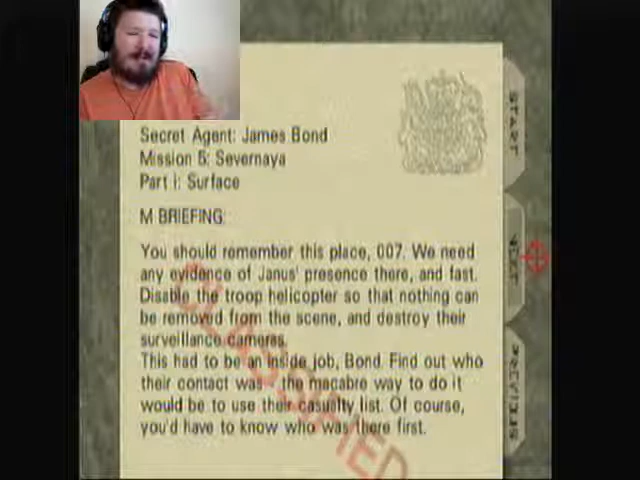 Secret Agent: James Bond
Mission 5: Severnaya
Part i: Surface
M BRIEFING:
You should remember this place, 007. We need
any evidence of Janus' presence there, and fast.
Disable the troop helicopter so that nothing can
be removed from the scene, and destroy their
surveillance cameras.
This had to be an inside job, Bond. Find out who
their contact was - the macabre way to do it
would be to use their casualty list. Of course,
you'd have to know who was there first.
CLASSIFIED
START
NEXT
PREVIOUS